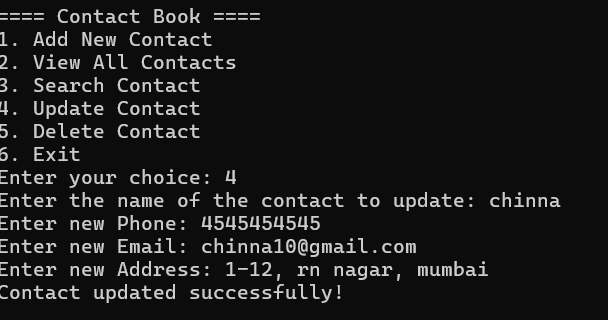 ==== Contact Book ====
1. Add New Contact
2. View All Contacts
3. Search Contact
4. Update Contact
5. Delete Contact
6. Exit
Enter your choice: 4
Enter the name of the contact to update: chinna
Enter new Phone: 4545454545
Enter new Email: chinna10@gmail.com
Enter new Address: 1-12, rn nagar, mumbai
Contact updated successfully!